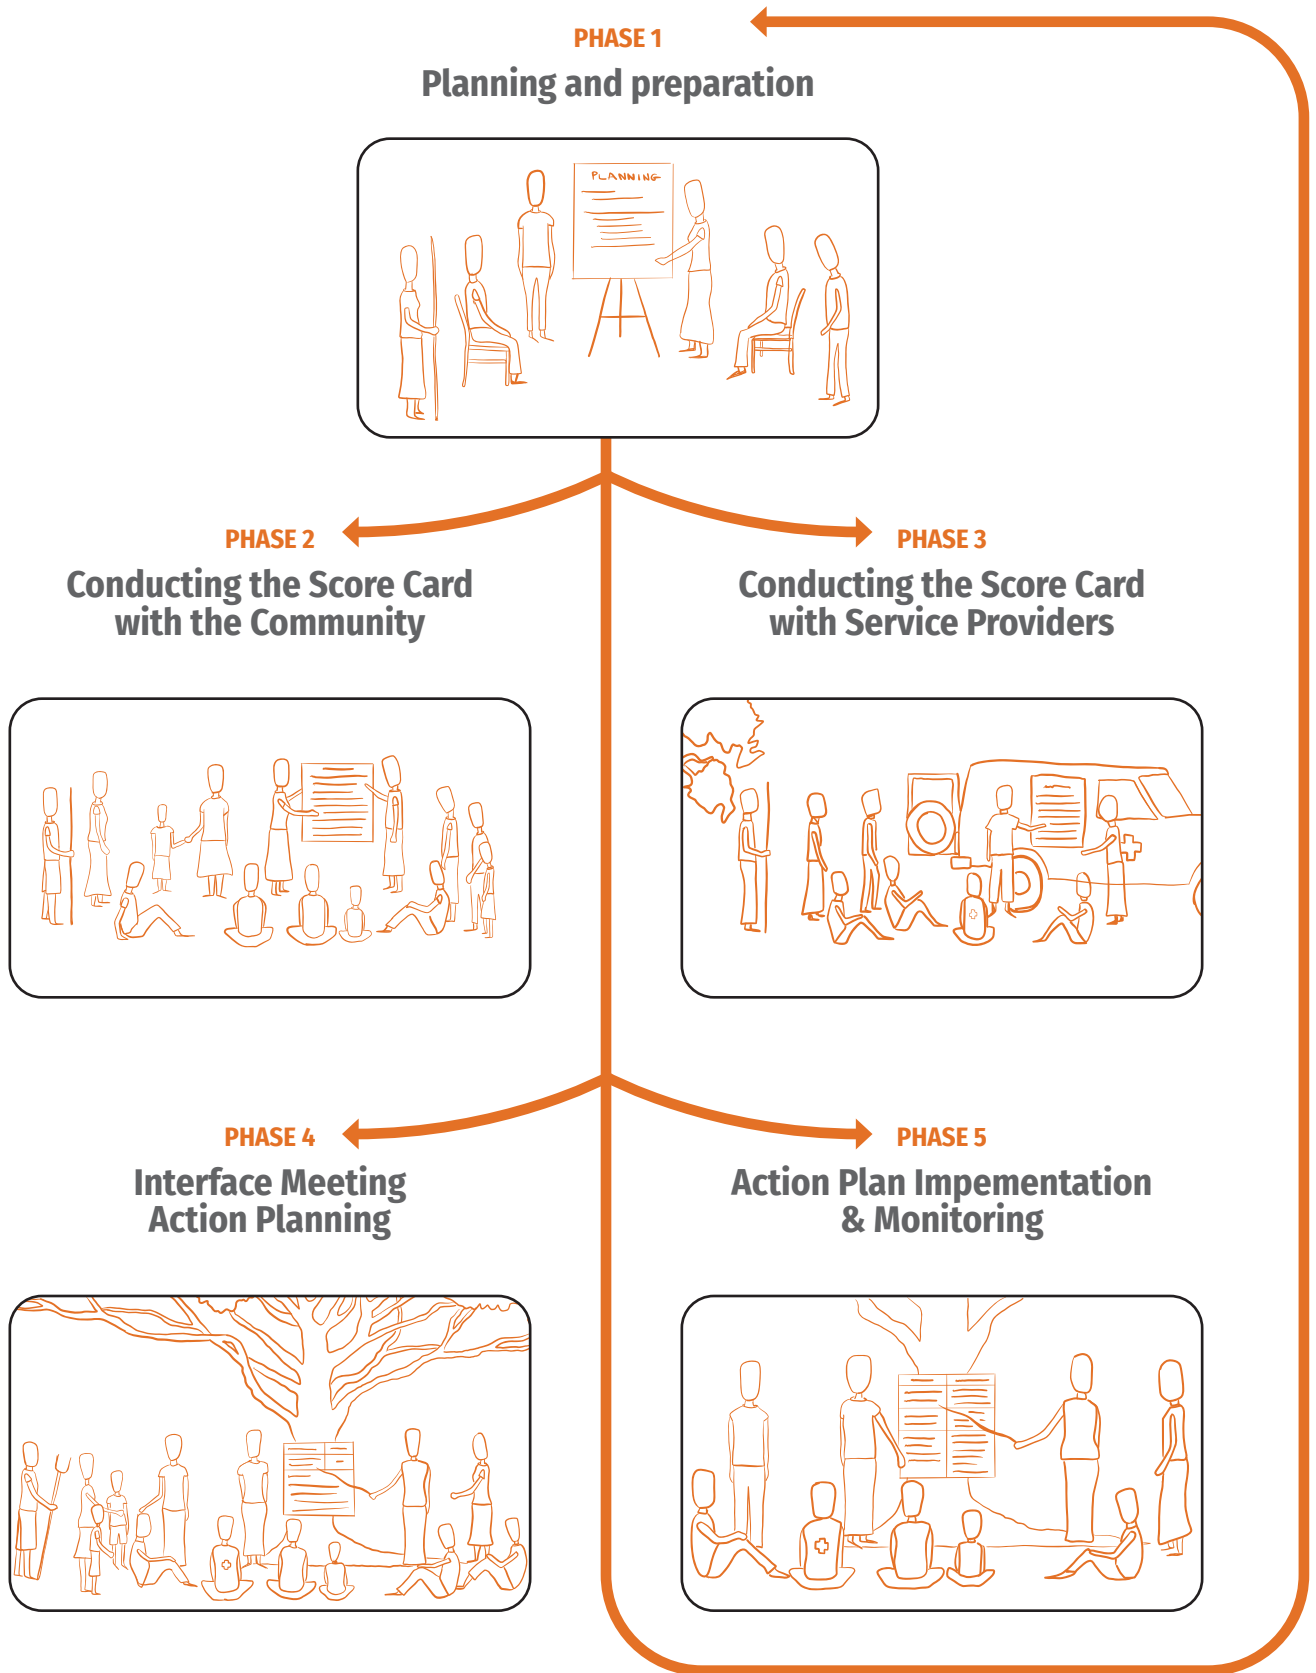 PHASE 1
Planning and preparation
PLANNING
PHASE 2
Conducting the Score Card
with the Community
PHASE 3
Conducting the Score Card
with Service Providers
PHASE 4
Interface Meeting
Action Planning
PHASE 5
Action Plan Impementation
& Monitoring